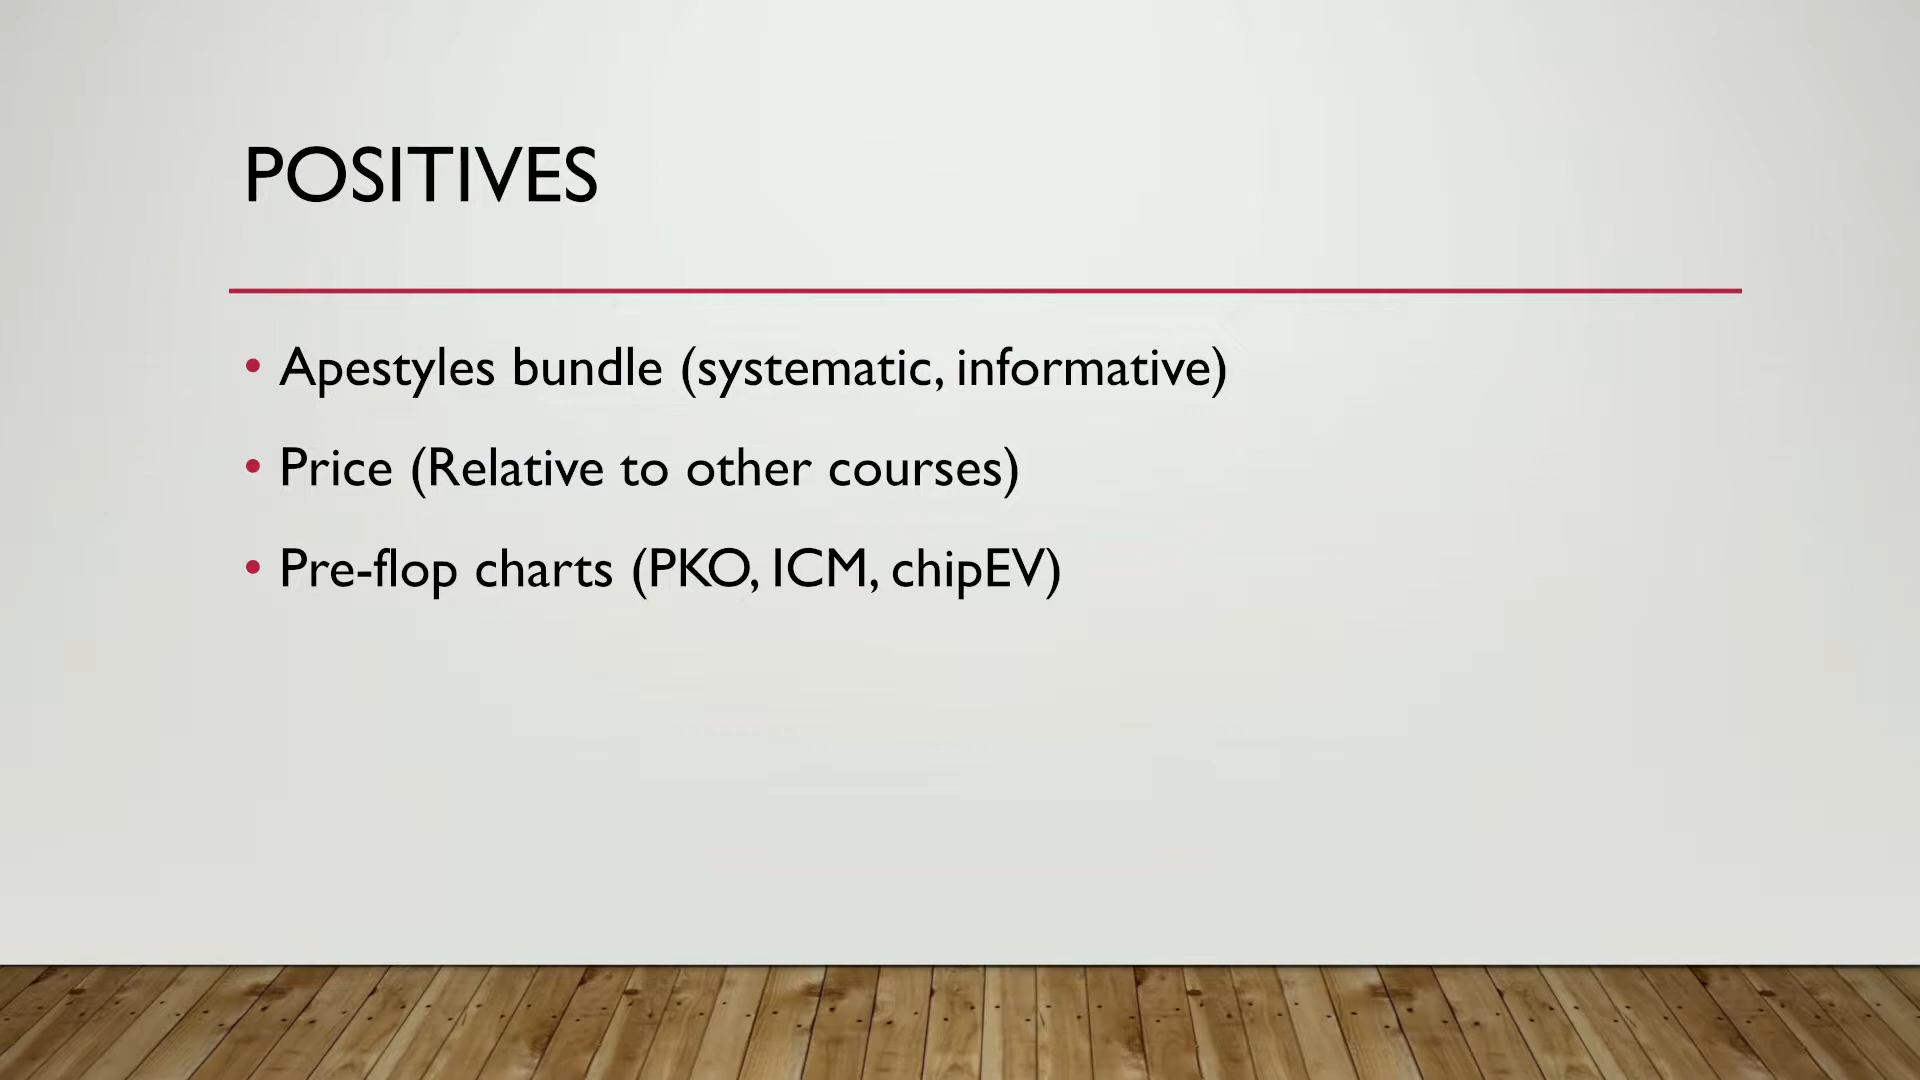 POSITIVES
• Apestyles bundle (systematic, informative)
• Price (Relative to other courses)
• Pre-flop charts (PKO, ICM, chipEV)